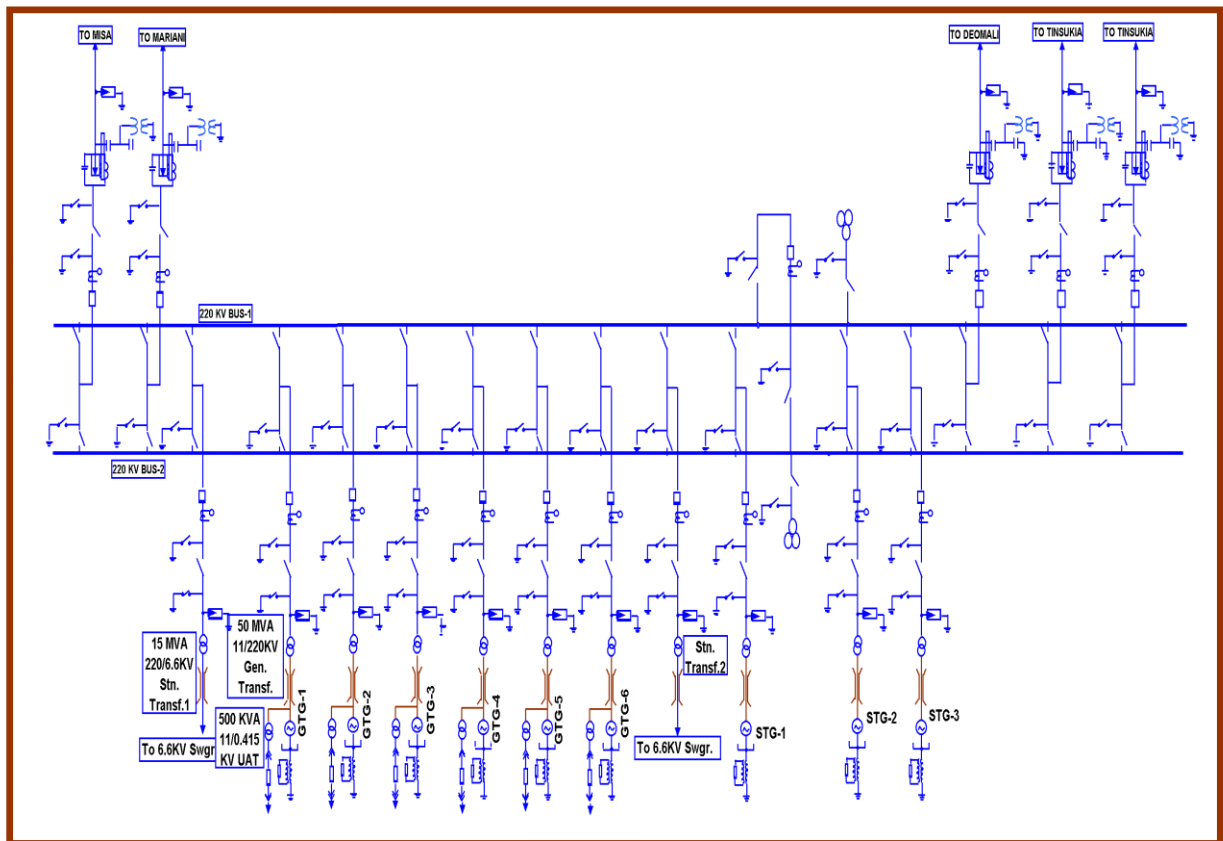 TO MISA
TO MARIANI
TO DEOMALI
TO TINSUKIA
TO TINSUKIA
220 KV BUS-1
220 KV BUS-2
15 MVA
220/6.6KV
Stn.
Transf.1
50 MVA
11/220KV
Gen.
Transf.
Stn.
Transf.2
GTG-1
GTG-2
GTG-3
GTG-4
GTG-5
GTG-6
STG-1
STG-2
STG-3
To 6.6KV Swgr
500 KVA
11/0.415
KV UAT
To 6.6KV Swgr.